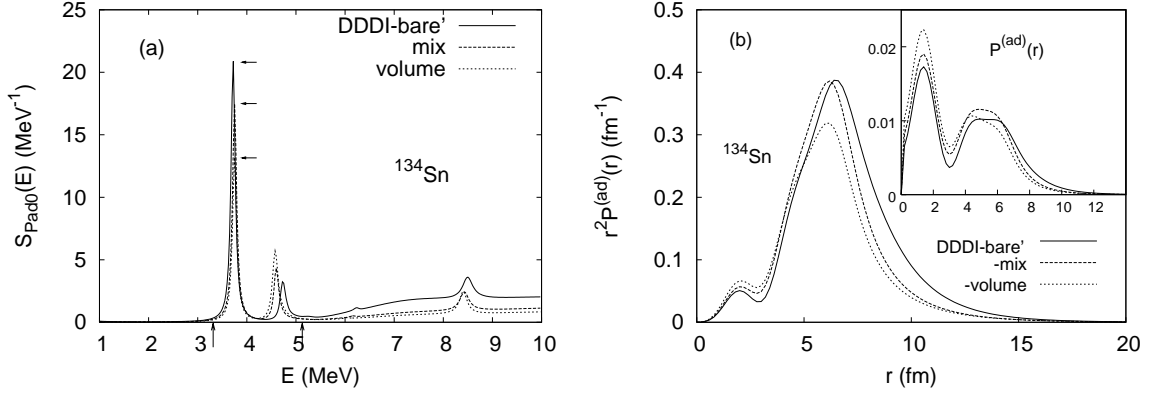 (a)
DDDI-bare'
mix
volume
¹³⁴Sn
S_Pad0(E) (MeV⁻¹)
25
20
15
10
5
0
1 2 3 4 5 6 7 8 9 10
E (MeV)
(b)
¹³⁴Sn
r²P⁽ᵃᵈ⁾(r) (fm⁻¹)
0.5
0.4
0.3
0.2
0.1
0
0 5 10 15 20
r (fm)
P⁽ᵃᵈ⁾(r)
0.02
0.01
0
0 2 4 6 8 10 12
DDDI-bare'
-mix
-volume